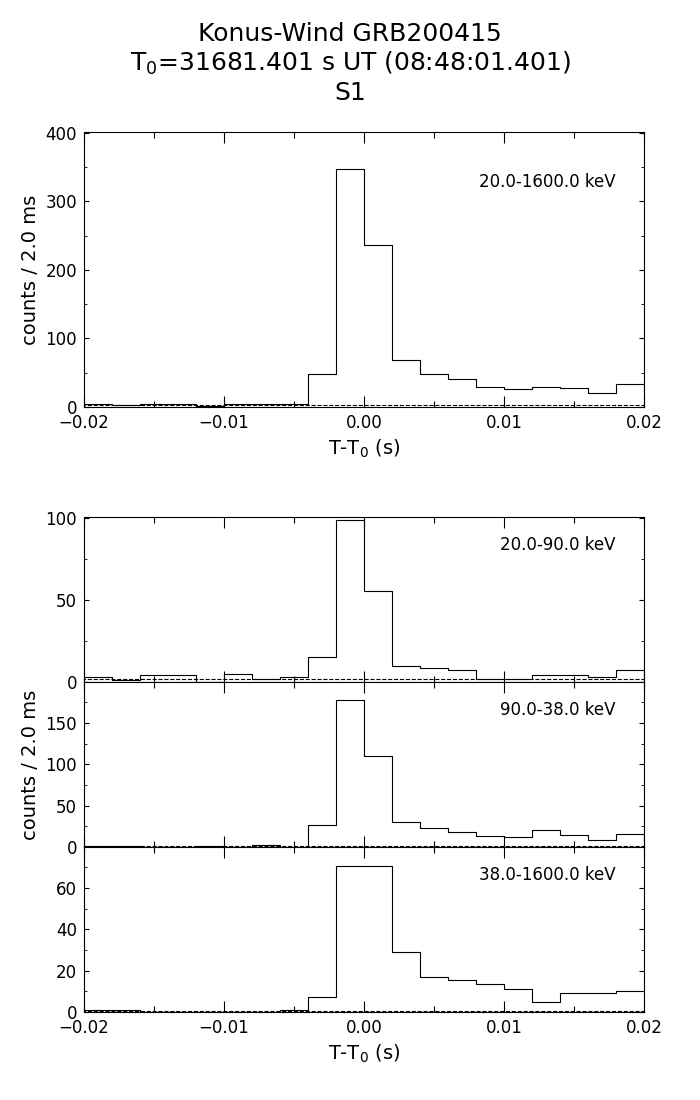 Konus-Wind GRB200415
T₀=31681.401 s UT (08:48:01.401)
S1
400
300
200
100
0
counts / 2.0 ms
20.0-1600.0 keV
−0.02 −0.01 0.00 0.01 0.02
T-T₀ (s)
100
50
0
20.0-90.0 keV
counts / 2.0 ms
150
100
50
0
90.0-38.0 keV
60
40
20
0
38.0-1600.0 keV
−0.02 −0.01 0.00 0.01 0.02
T-T₀ (s)